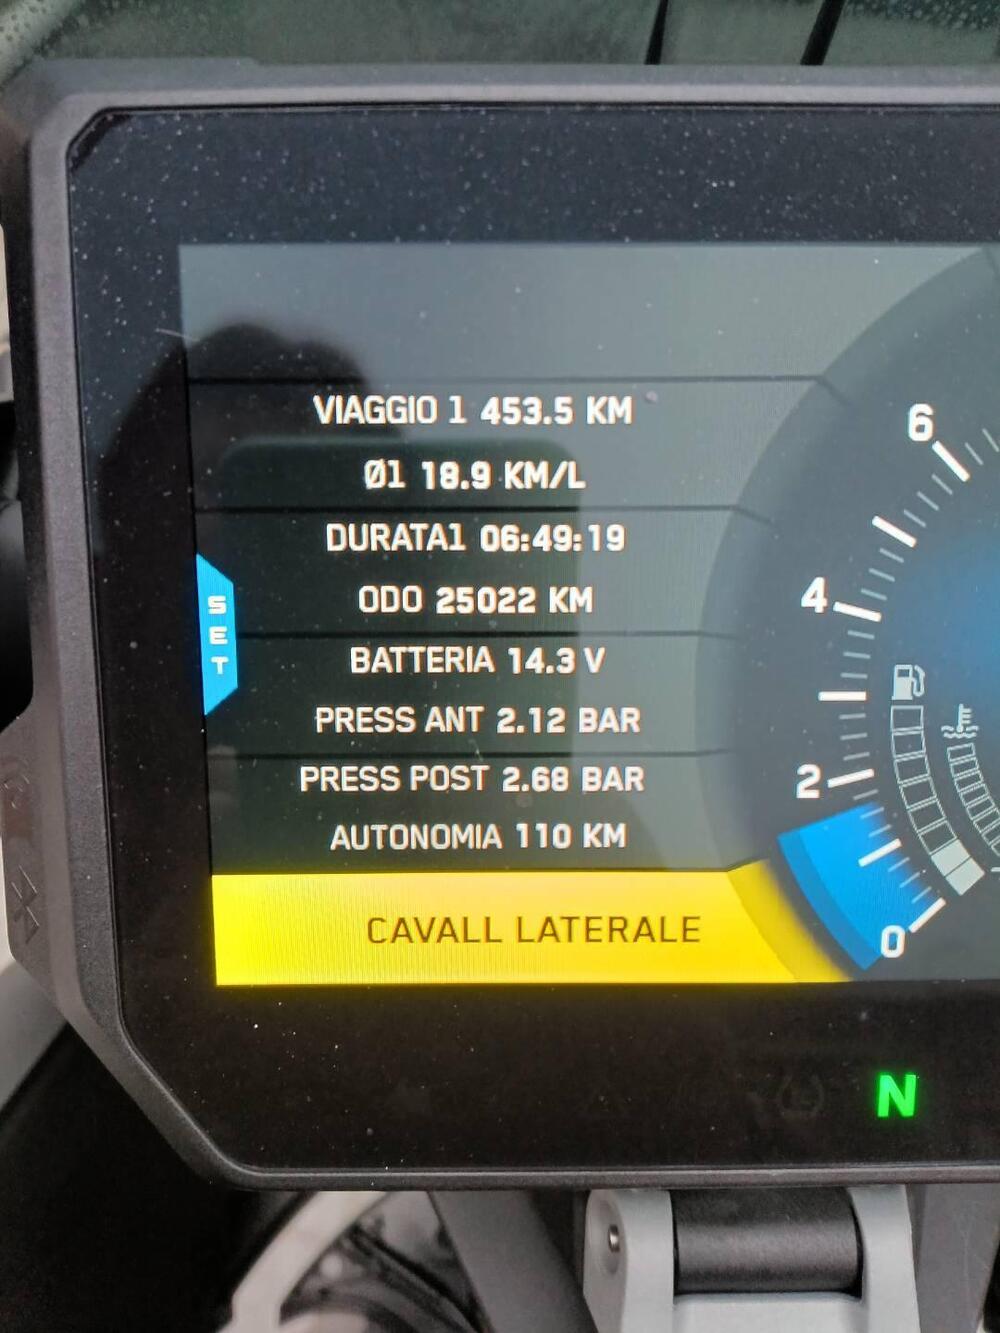 VIAGGIO 1 453.5 KM
Ø1 18.9 KM/L
DURATA1 06:49:19
ODO 25022 KM
BATTERIA 14.3 V
PRESS ANT 2.12 BAR
PRESS POST 2.68 BAR
AUTONOMIA 110 KM
CAVALL LATERALE
SET
6
4
2
0
N